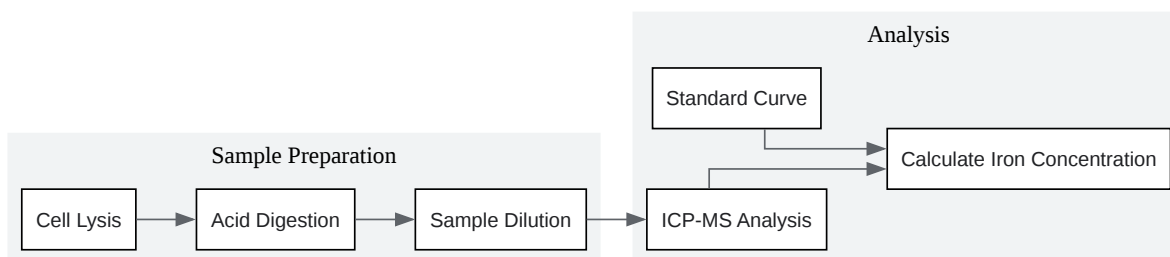 Sample Preparation
Cell Lysis
Acid Digestion
Sample Dilution
Analysis
Standard Curve
ICP-MS Analysis
Calculate Iron Concentration